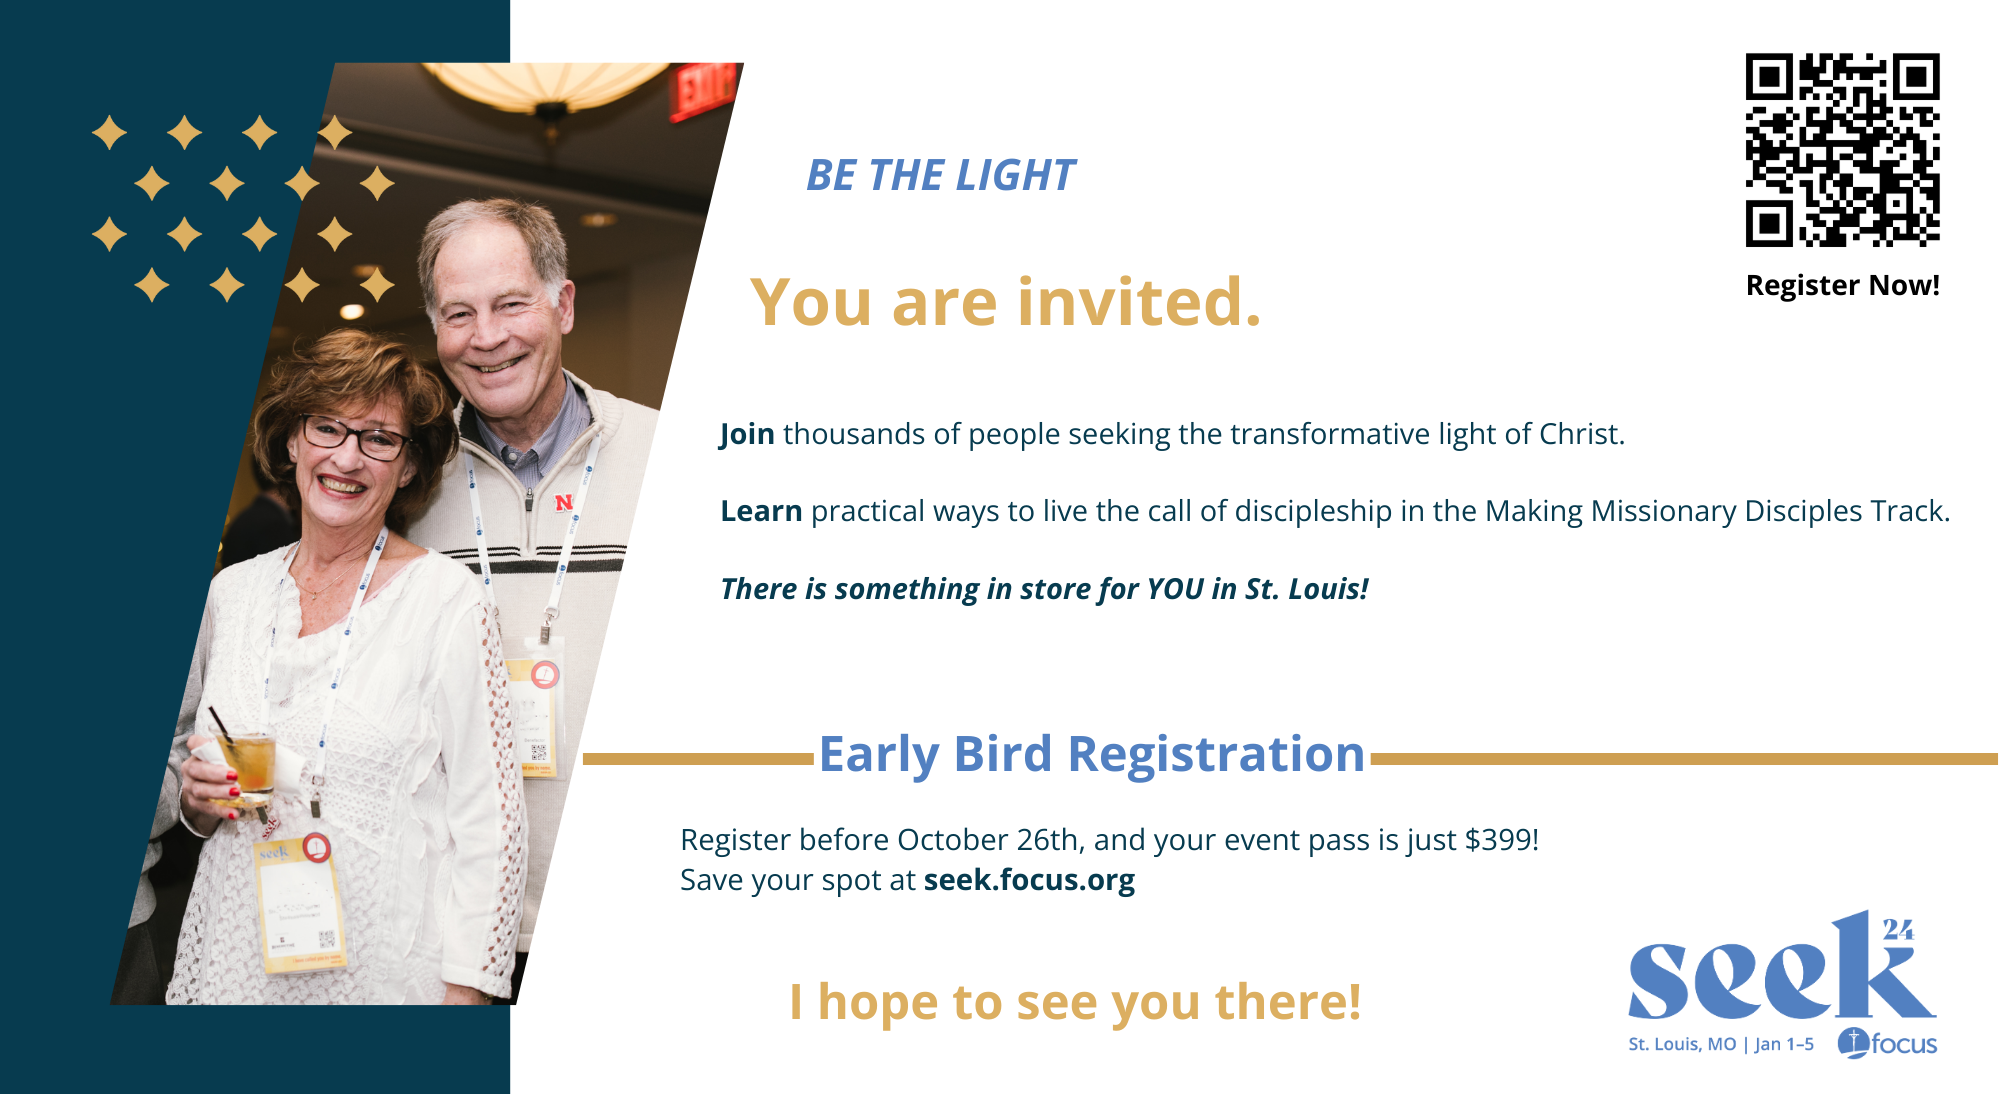 EXIT
BE THE LIGHT
You are invited.
Register Now!
Join thousands of people seeking the transformative light of Christ.
Learn practical ways to live the call of discipleship in the Making Missionary Disciples Track.
There is something in store for YOU in St. Louis!
N
Early Bird Registration
Register before October 26th, and your event pass is just $399!
Save your spot at seek.focus.org
seek
I hope to see you there!
seek 24
St. Louis, MO | Jan 1–5
focus